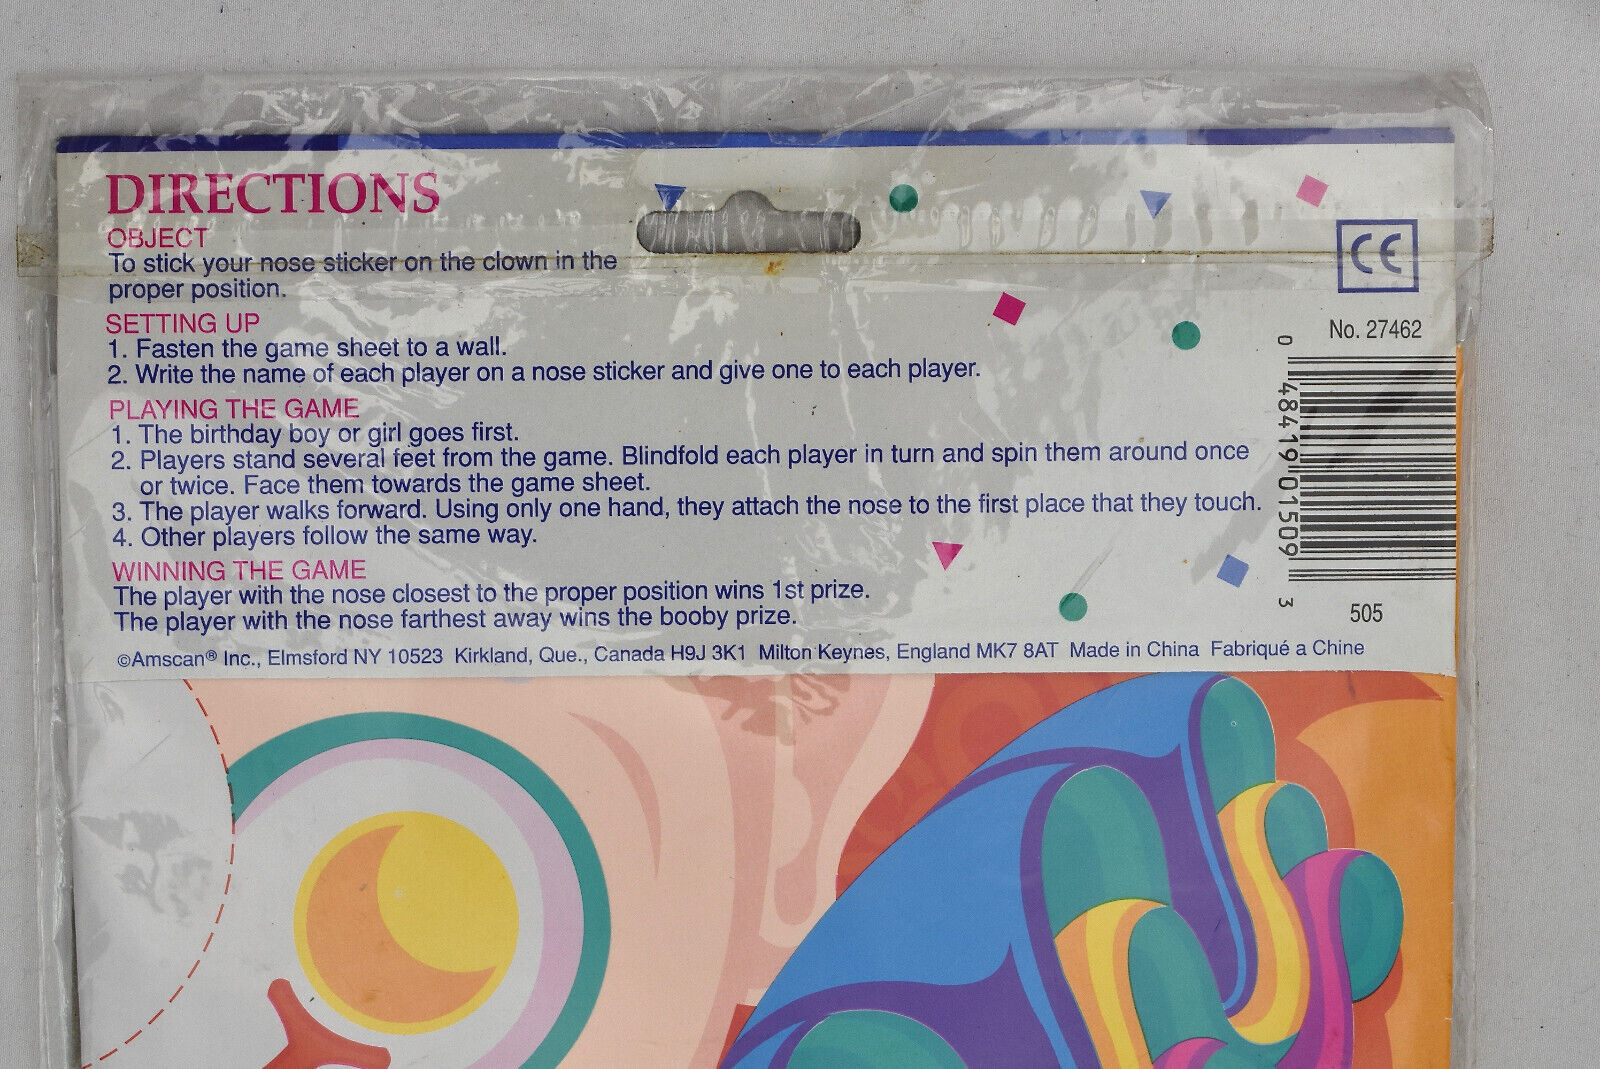 DIRECTIONS
OBJECT
To stick your nose sticker on the clown in the
proper position.
SETTING UP
1. Fasten the game sheet to a wall.
2. Write the name of each player on a nose sticker and give one to each player.
PLAYING THE GAME
1. The birthday boy or girl goes first.
2. Players stand several feet from the game. Blindfold each player in turn and spin them around once
or twice. Face them towards the game sheet.
3. The player walks forward. Using only one hand, they attach the nose to the first place that they touch.
4. Other players follow the same way.
WINNING THE GAME
The player with the nose closest to the proper position wins 1st prize.
The player with the nose farthest away wins the booby prize.
©Amscan® Inc., Elmsford NY 10523 Kirkland, Que., Canada H9J 3K1 Milton Keynes, England MK7 8AT Made in China Fabriqué a Chine
CE
No. 27462
0 48419 01509 3
505